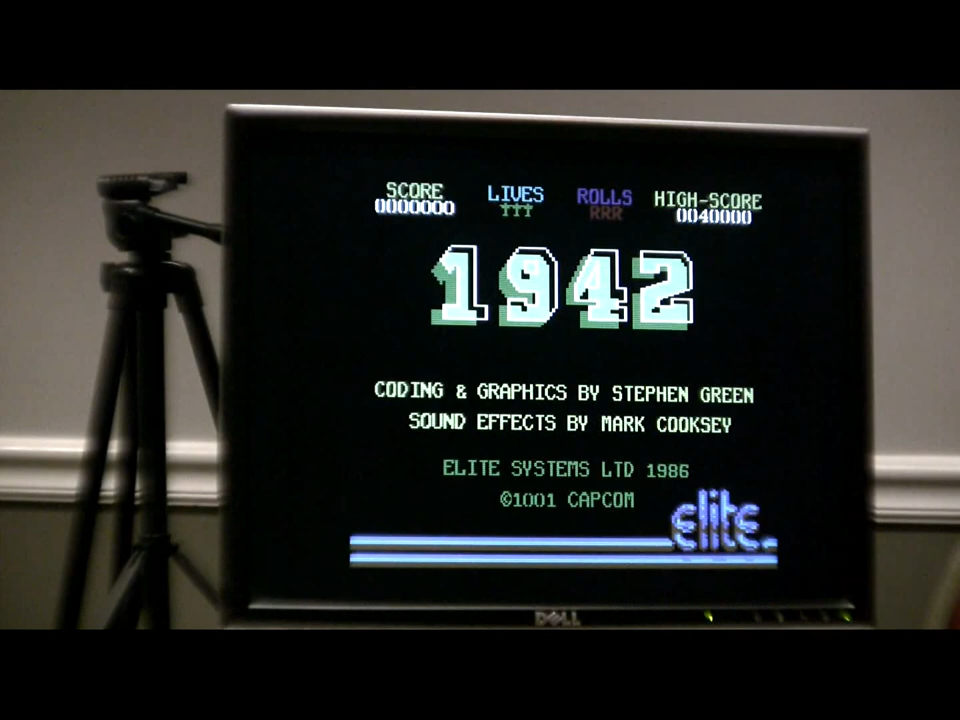 SCORE LIVES ROLLS HIGH-SCORE
0000000 RRR 0040000
1942
CODING & GRAPHICS BY STEPHEN GREEN
SOUND EFFECTS BY MARK COOKSEY
ELITE SYSTEMS LTD 1986
©1001 CAPCOM
elite
DELL